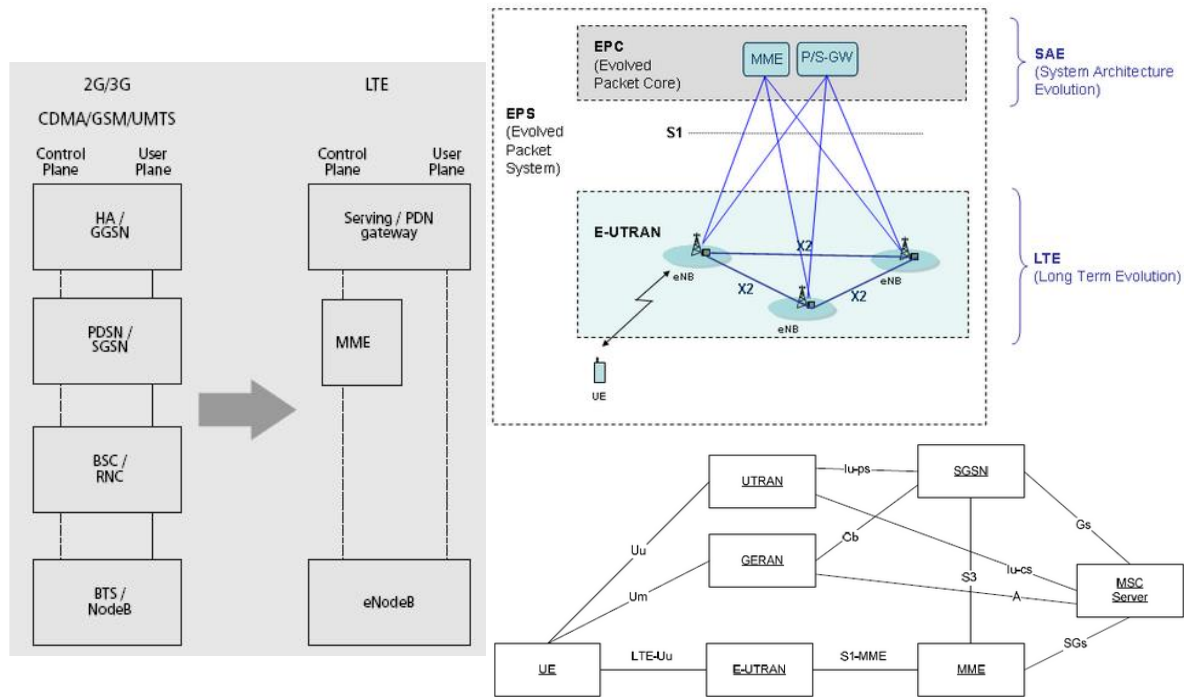 2G/3G
CDMA/GSM/UMTS
Control
Plane
User
Plane
HA /
GGSN
PDSN /
SGSN
BSC /
RNC
BTS /
NodeB
LTE
Control
Plane
User
Plane
Serving / PDN
gateway
MME
eNodeB
EPS
(Evolved
Packet
System)
EPC
(Evolved
Packet Core)
MME
P/S-GW
S1
E-UTRAN
X2
eNB
eNB
X2
X2
eNB
UE
SAE
(System Architecture
Evolution)
LTE
(Long Term Evolution)
UTRAN
Iu-ps
SGSN
Gs
Uu
Gb
GERAN
Iu-cs
Um
S3
A
MSC
Server
SGs
UE
LTE-Uu
E-UTRAN
S1-MME
MME